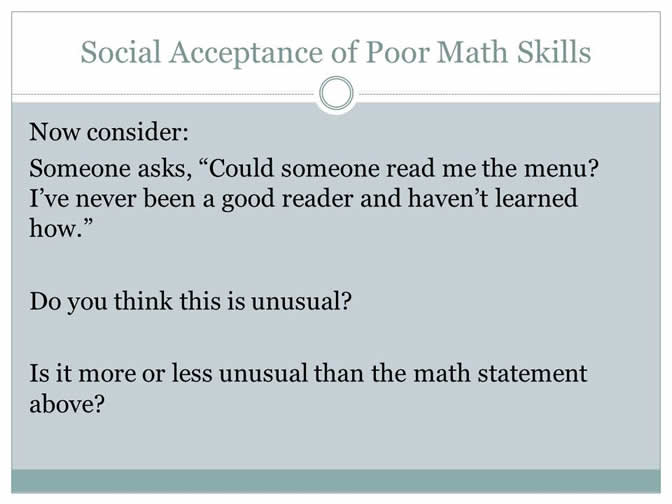 Social Acceptance of Poor Math Skills
Now consider:
Someone asks, “Could someone read me the menu?
I’ve never been a good reader and haven’t learned
how.”
Do you think this is unusual?
Is it more or less unusual than the math statement
above?